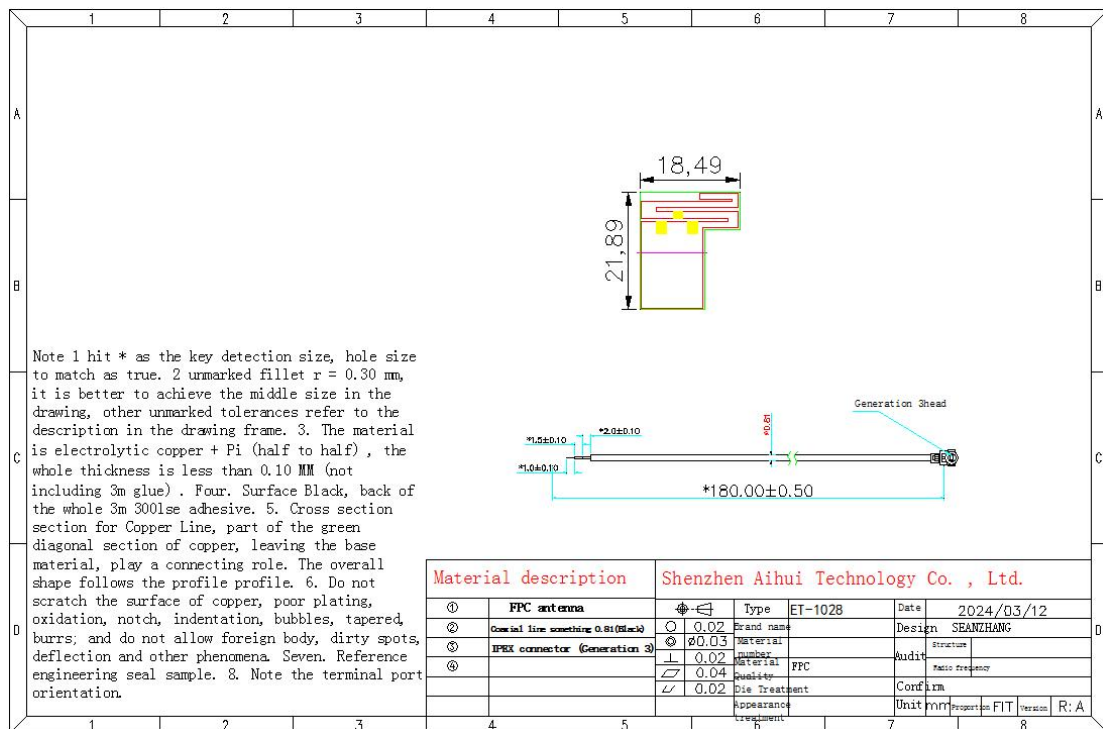 1 2 3 4 5 6 7 8
A A
B B
C C
D D
18,49
21,89
Note 1 hit * as the key detection size, hole size
to match as true. 2 unmarked fillet r = 0.30 mm,
it is better to achieve the middle size in the
drawing, other unmarked tolerances refer to the
description in the drawing frame. 3. The material
is electrolytic copper + Pi (half to half) , the
whole thickness is less than 0.10 MM (not
including 3m glue) . Four. Surface Black, back of
the whole 3m 300lse adhesive. 5. Cross section
section for Copper Line, part of the green
diagonal section of copper, leaving the base
material, play a connecting role. The overall
shape follows the profile profile. 6. Do not
scratch the surface of copper, poor plating,
oxidation, notch, indentation, bubbles, tapered,
burrs; and do not allow foreign body, dirty spots,
deflection and other phenomena. Seven. Reference
engineering seal sample. 8. Note the terminal port
orientation.
Generation 3head
*1.5±0.10
*2.0±0.10
*1.0±0.10
*180.00±0.50
Material description
① FPC antenna
② Coaxial line something 0.81(Black)
③ IPEX connector (Generation 3)
④
Shenzhen Aihui Technology Co. , Ltd.
Type ET-1028 Date 2024/03/12
0.02 Brand name Design SEANZHANG
ø0.03 Material number Audit Structure
0.02 Material Quality FPC Radio frequency
0.04
0.02 Die Treatment Confirm
Appearance treatment Unit mm Proportion FIT Version R:A
1 2 3 4 5 6 7 8